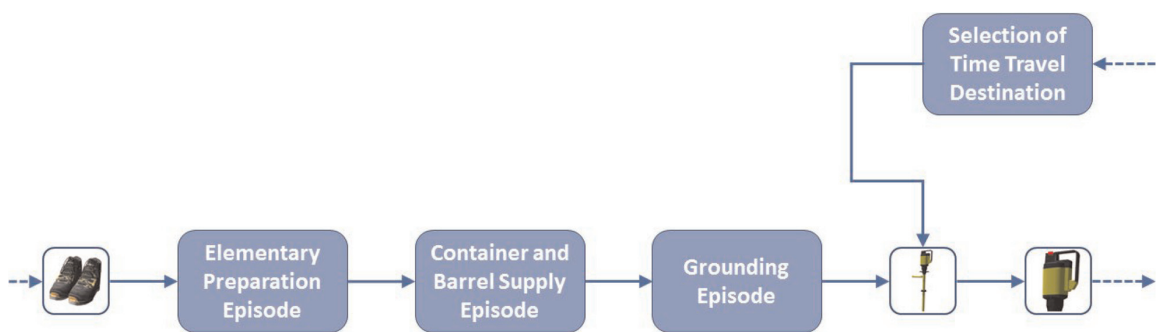 Selection of
Time Travel
Destination
Elementary
Preparation
Episode
Container and
Barrel Supply
Episode
Grounding
Episode